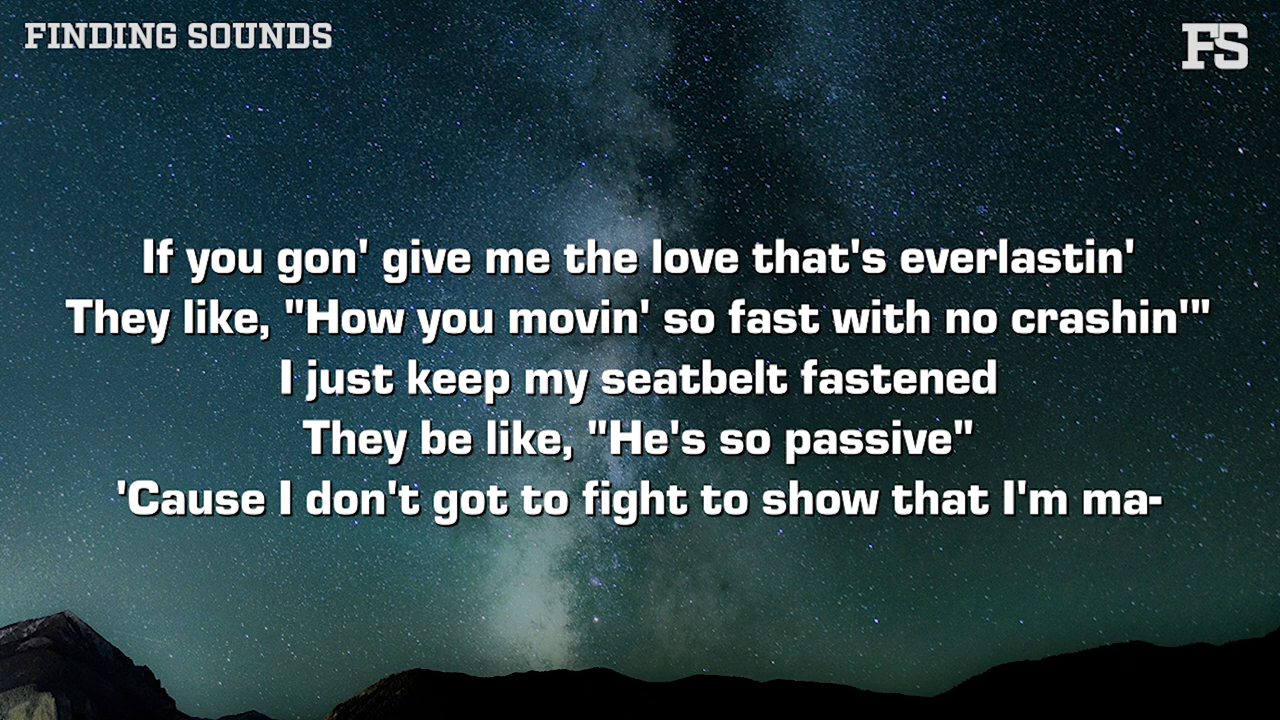 FINDING SOUNDS
FS
If you gon' give me the love that's everlastin'
They like, "How you movin' so fast with no crashin'"
I just keep my seatbelt fastened
They be like, "He's so passive"
'Cause I don't got to fight to show that I'm ma-